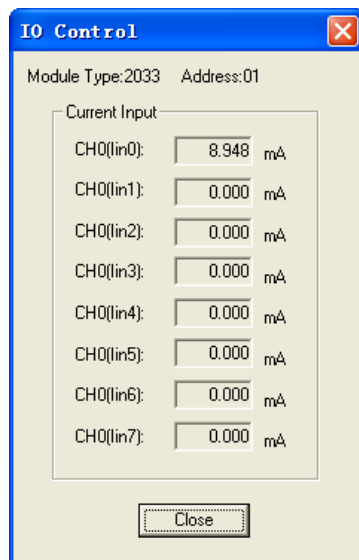 IO Control
Module Type:2033 Address:01
Current Input
CH0(Iin0): 8.948 mA
CH0(Iin1): 0.000 mA
CH0(Iin2): 0.000 mA
CH0(Iin3): 0.000 mA
CH0(Iin4): 0.000 mA
CH0(Iin5): 0.000 mA
CH0(Iin6): 0.000 mA
CH0(Iin7): 0.000 mA
Close